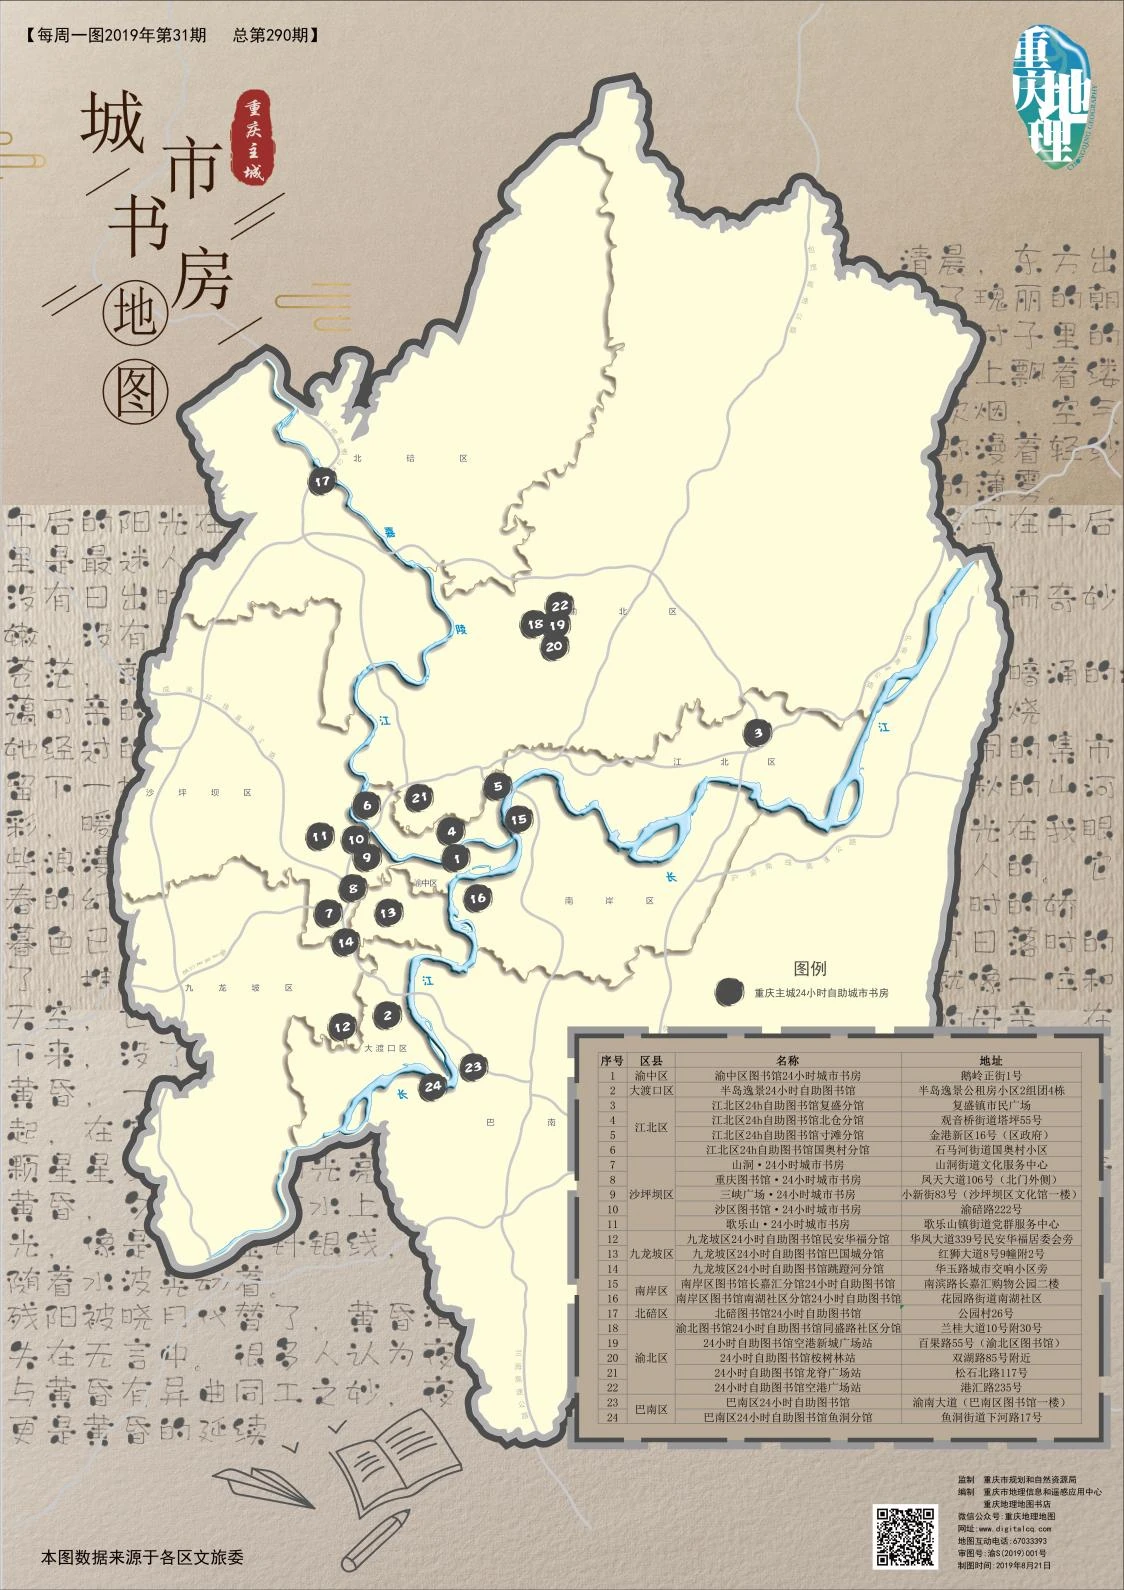 【每周一图2019年第31期 总第290期】
重庆地理
CHONGQING GEOGRAPHY
城市书房地图
重庆主城
北碚区
渝北区
江北区
沙坪坝区
渝中区
南岸区
九龙坡区
大渡口区
巴南
嘉
陵
江
长
江
江
长
17
22
18 19
20
3
5
6
21
4
15
11
10
9
1
8
16
7
13
14
2
12
23
24
图例
重庆主城24小时自助城市书房
序号 区县 名称 地址
1 渝中区 渝中区图书馆24小时城市书房 鹅岭正街1号
2 大渡口区 半岛逸景24小时自助图书馆 半岛逸景公租房小区2组团4栋
3 江北区 江北区24h自助图书馆复盛分馆 复盛镇市民广场
4 江北区24h自助图书馆北仓分馆 观音桥街道塔坪55号
5 江北区24h自助图书馆寸滩分馆 金港新区16号（区政府）
6 江北区24h自助图书馆国奥村分馆 石马河街道国奥村小区
7 沙坪坝区 山洞·24小时城市书房 山洞街道文化服务中心
8 重庆图书馆·24小时城市书房 凤天大道106号（北门外侧）
9 三峡广场·24小时城市书房 小新街83号（沙坪坝区文化馆一楼）
10 沙区图书馆·24小时城市书房 渝碚路222号
11 歌乐山·24小时城市书房 歌乐山镇街道党群服务中心
12 九龙坡区 九龙坡区24小时自助图书馆民安华福分馆 华凤大道339号民安华福居委会旁
13 九龙坡区24小时自助图书馆巴国城分馆 红狮大道8号9幢附2号
14 九龙坡区24小时自助图书馆跳蹬河分馆 华玉路城市交响小区旁
15 南岸区 南岸区图书馆长嘉汇分馆24小时自助图书馆 南滨路长嘉汇购物公园二楼
16 南岸区图书馆南湖社区分馆24小时自助图书馆 花园路街道南湖社区
17 北碚区 北碚图书馆24小时自助图书馆 公园村26号
18 渝北区 渝北图书馆24小时自助图书馆同盛路社区分馆 兰桂大道10号附30号
19 24小时自助图书馆空港新城广场站 百果路55号（渝北区图书馆）
20 24小时自助图书馆桉树林站 双湖路85号附近
21 24小时自助图书馆龙脊广场站 松石北路117号
22 24小时自助图书馆空港广场站 港汇路235号
23 巴南区 巴南区24小时自助图书馆 渝南大道（巴南区图书馆一楼）
24 巴南区24小时自助图书馆鱼洞分馆 鱼洞街道下河路17号
本图数据来源于各区文旅委
监制 重庆市规划和自然资源局
编制 重庆市地理信息和遥感应用中心
重庆地理地图书店
微信公众号:重庆地理地图
网址:www.digitalcq.com
地图互动电话:67033393
审图号:渝S(2019)001号
制图时间:2019年8月21日